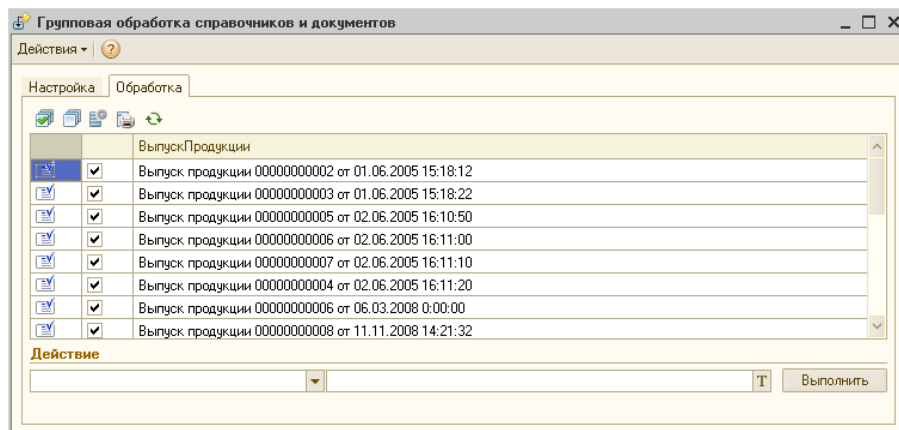 Групповая обработка справочников и документов
Действия
Настройка Обработка
ВыпускПродукции
Выпуск продукции 00000000002 от 01.06.2005 15:18:12
Выпуск продукции 00000000003 от 01.06.2005 15:18:22
Выпуск продукции 00000000005 от 02.06.2005 16:10:50
Выпуск продукции 00000000006 от 02.06.2005 16:11:00
Выпуск продукции 00000000007 от 02.06.2005 16:11:10
Выпуск продукции 00000000004 от 02.06.2005 16:11:20
Выпуск продукции 00000000006 от 06.03.2008 0:00:00
Выпуск продукции 00000000008 от 11.11.2008 14:21:32
Действие
T Выполнить